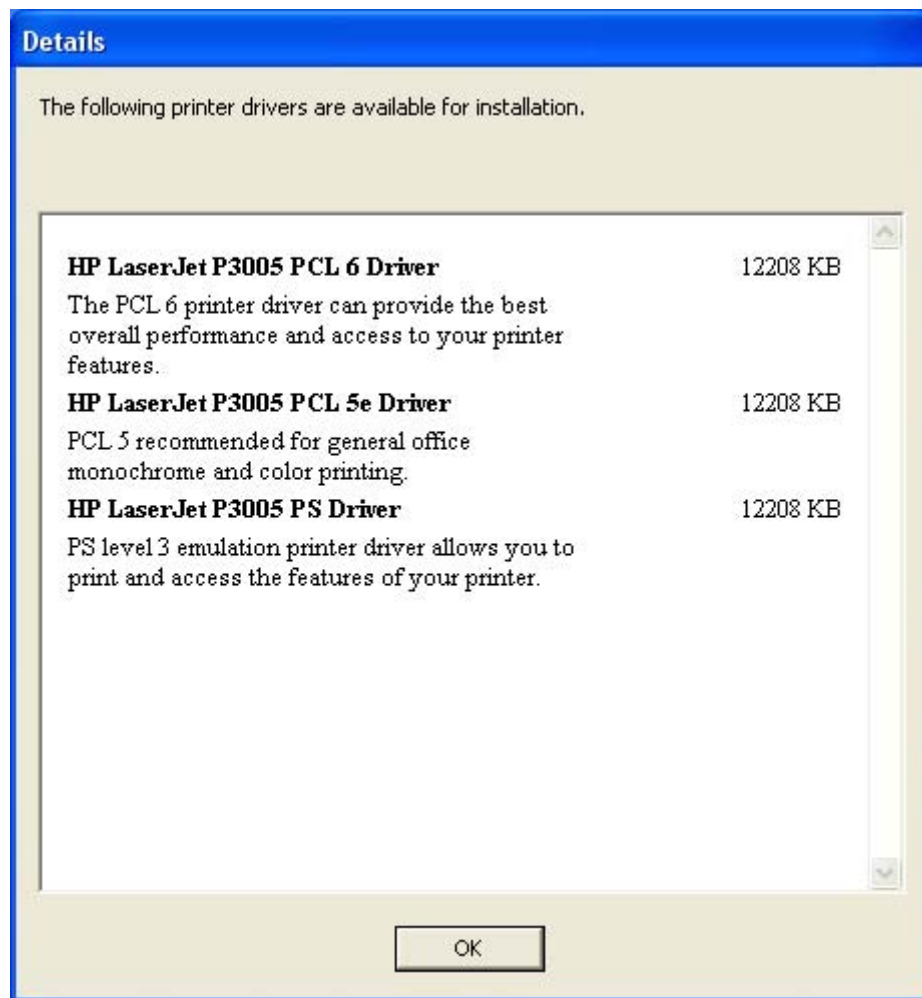 Details
The following printer drivers are available for installation.
HP LaserJet P3005 PCL 6 Driver 12208 KB
The PCL 6 printer driver can provide the best
overall performance and access to your printer
features.
HP LaserJet P3005 PCL 5e Driver 12208 KB
PCL 5 recommended for general office
monochrome and color printing.
HP LaserJet P3005 PS Driver 12208 KB
PS level 3 emulation printer driver allows you to
print and access the features of your printer.
OK